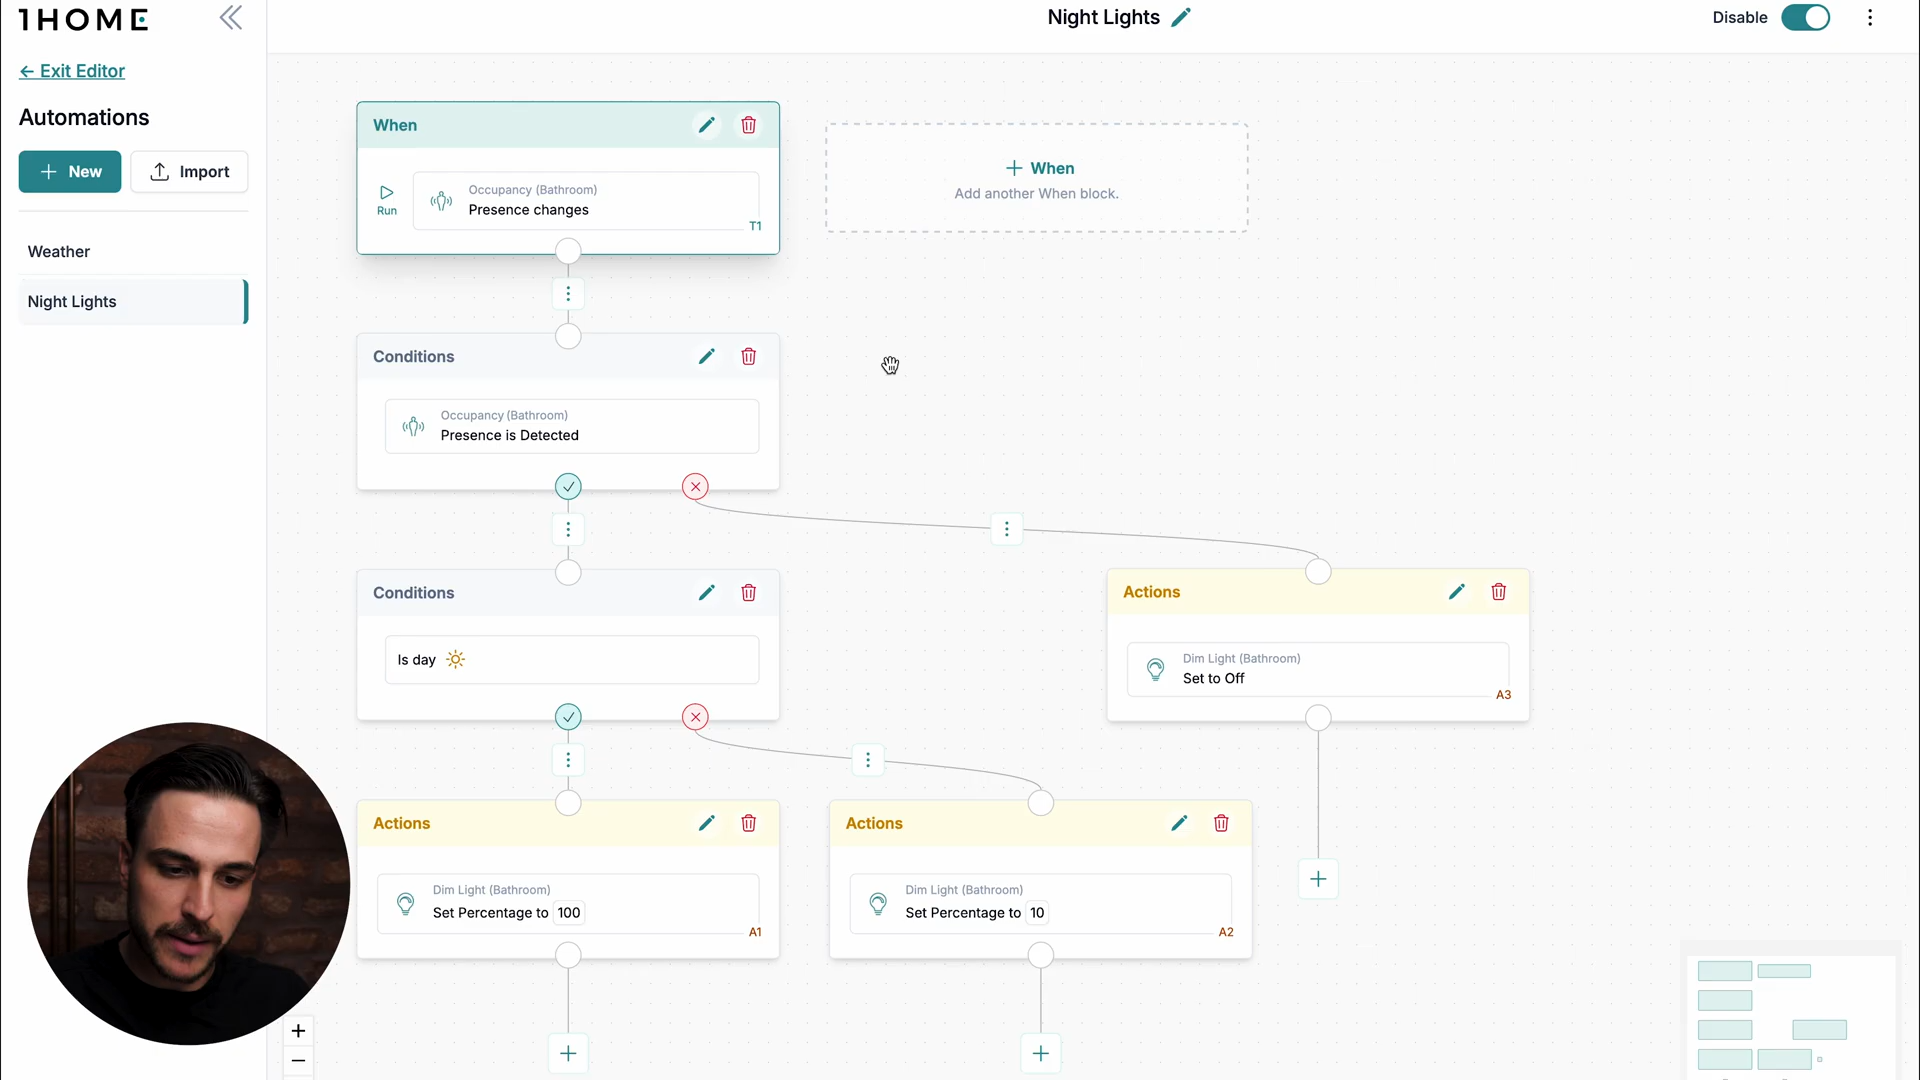 1HOME
Night Lights
Disable
← Exit Editor
Automations
+ New
Import
Weather
Night Lights
When
Run
Occupancy (Bathroom)
Presence changes
T1
+ When
Add another When block.
Conditions
Occupancy (Bathroom)
Presence is Detected
Conditions
Is day
Actions
Dim Light (Bathroom)
Set to Off
A3
Actions
Dim Light (Bathroom)
Set Percentage to 100
A1
Actions
Dim Light (Bathroom)
Set Percentage to 10
A2